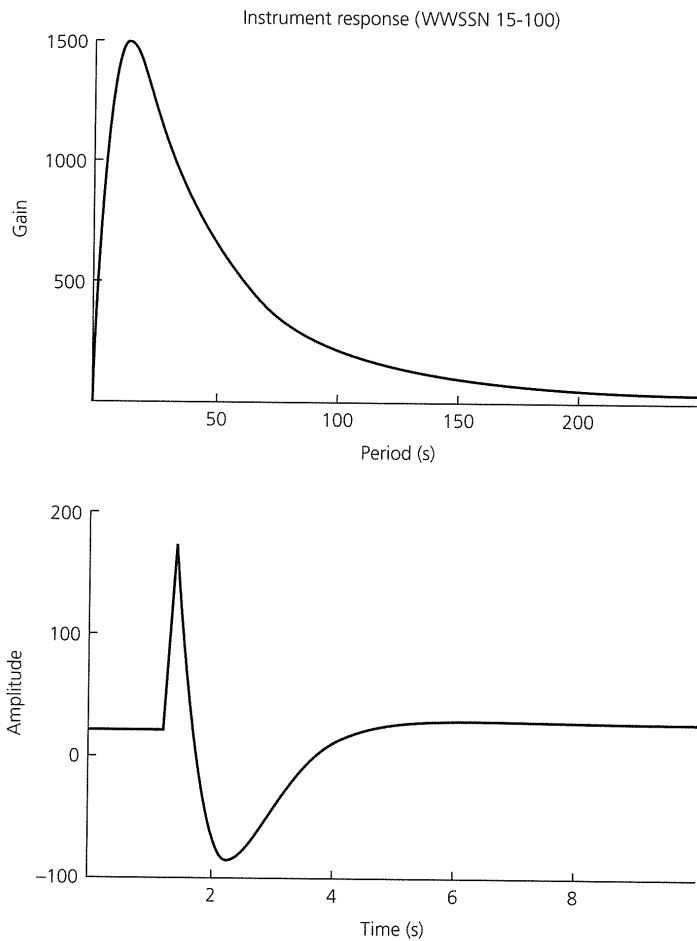 Instrument response (WWSSN 15-100)
1500
1000
500
Gain
50 100 150 200
Period (s)
200
100
0
−100
Amplitude
2 4 6 8
Time (s)